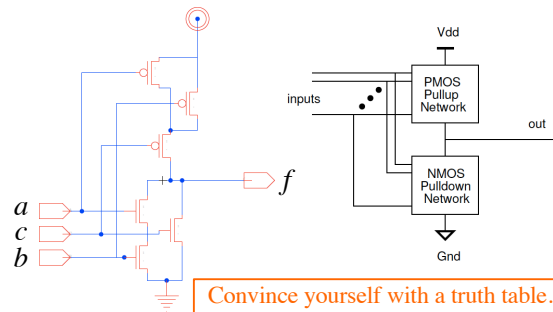 a
c
b
f
Vdd
PMOS
Pullup
Network
inputs
out
NMOS
Pulldown
Network
Gnd
Convince yourself with a truth table.